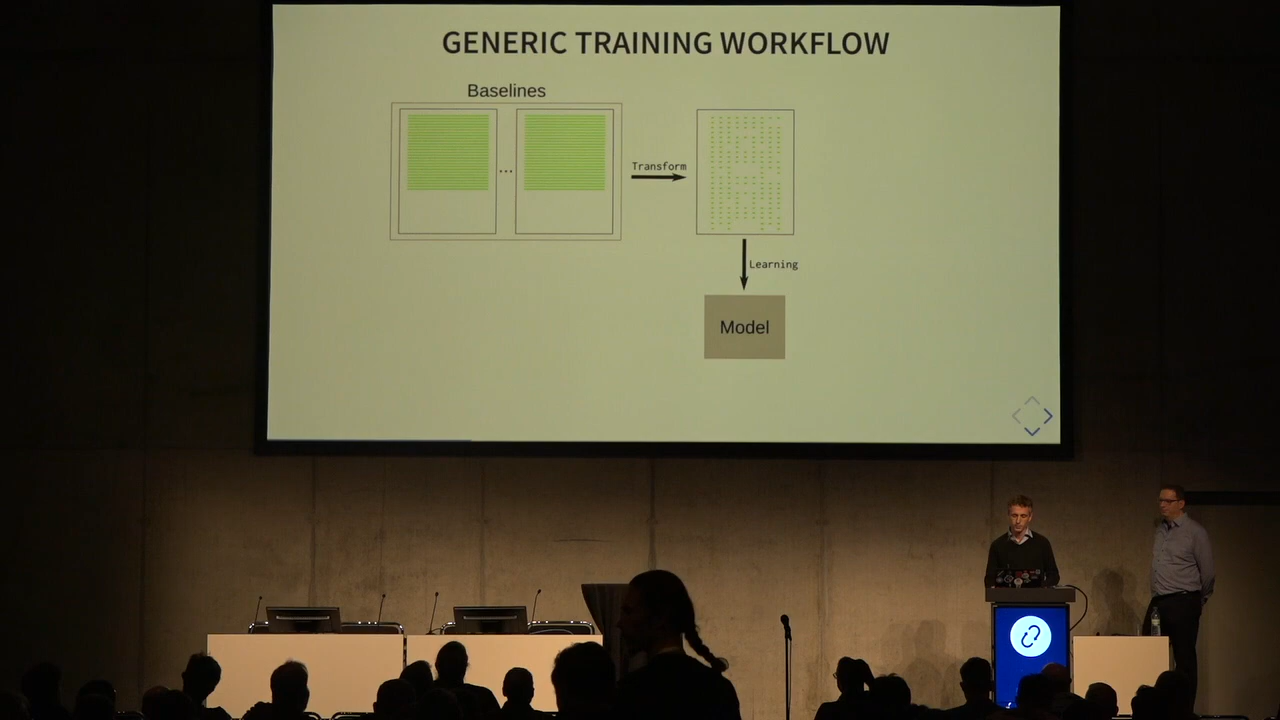 GENERIC TRAINING WORKFLOW
Baselines
...
Transform
Learning
Model